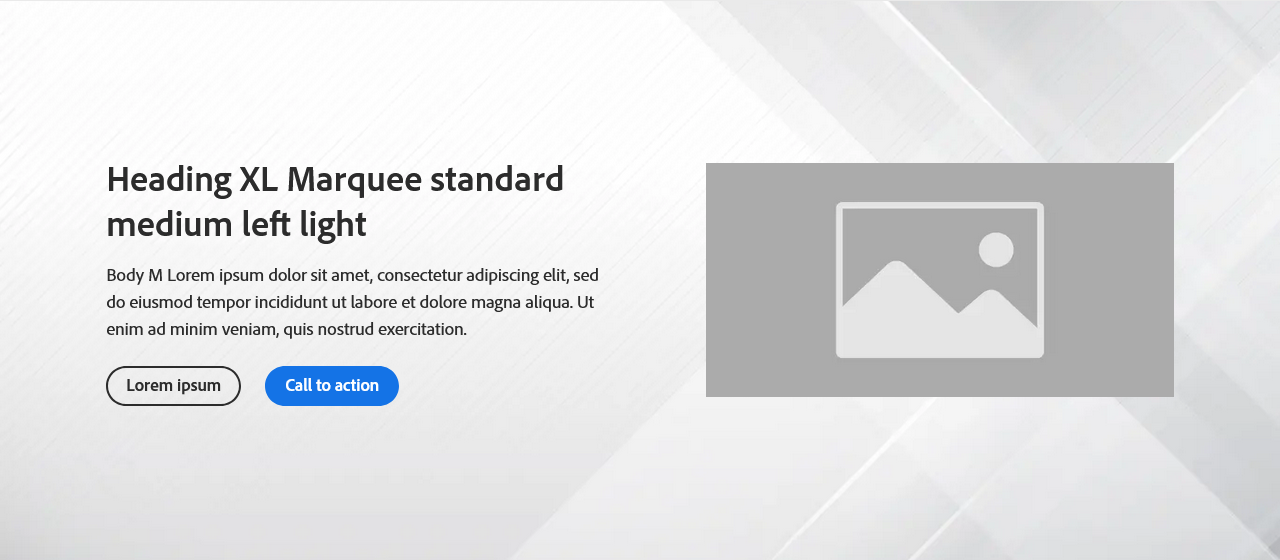 Heading XL Marquee standard
medium left light
Body M Lorem ipsum dolor sit amet, consectetur adipiscing elit, sed
do eiusmod tempor incididunt ut labore et dolore magna aliqua. Ut
enim ad minim veniam, quis nostrud exercitation.
Lorem ipsum
Call to action